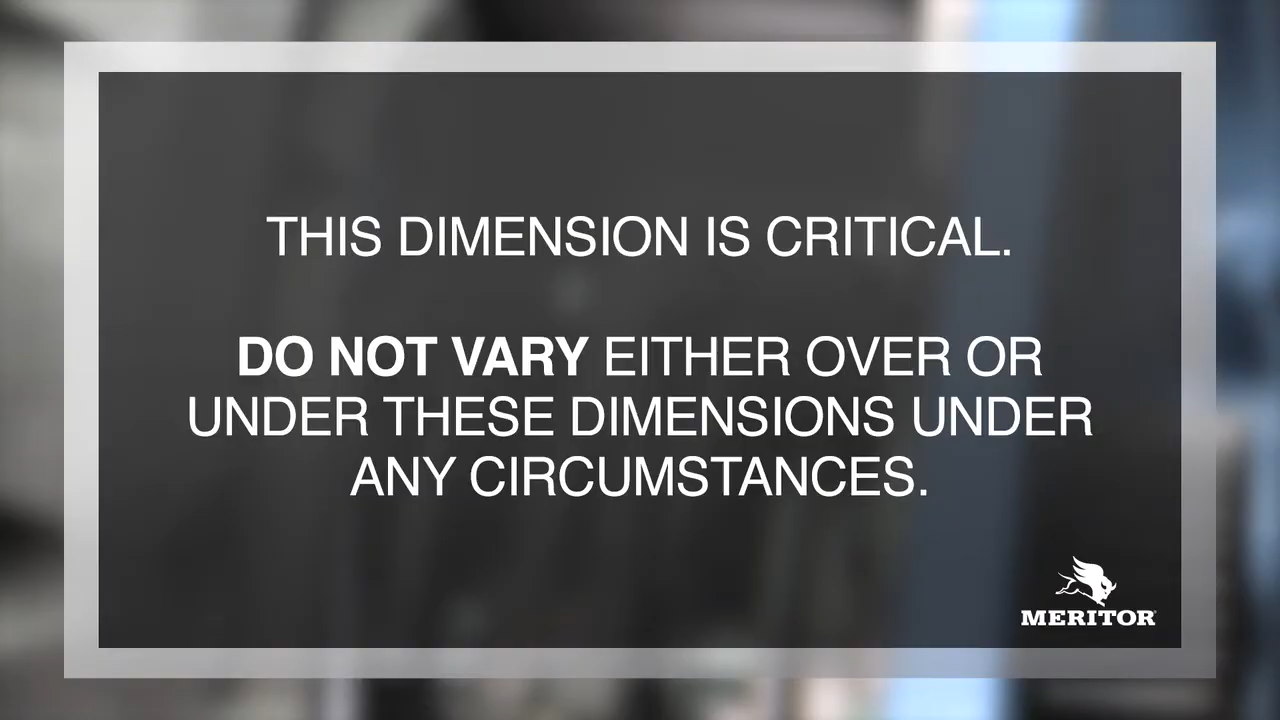 THIS DIMENSION IS CRITICAL.
DO NOT VARY EITHER OVER OR
UNDER THESE DIMENSIONS UNDER
ANY CIRCUMSTANCES.
MERITOR